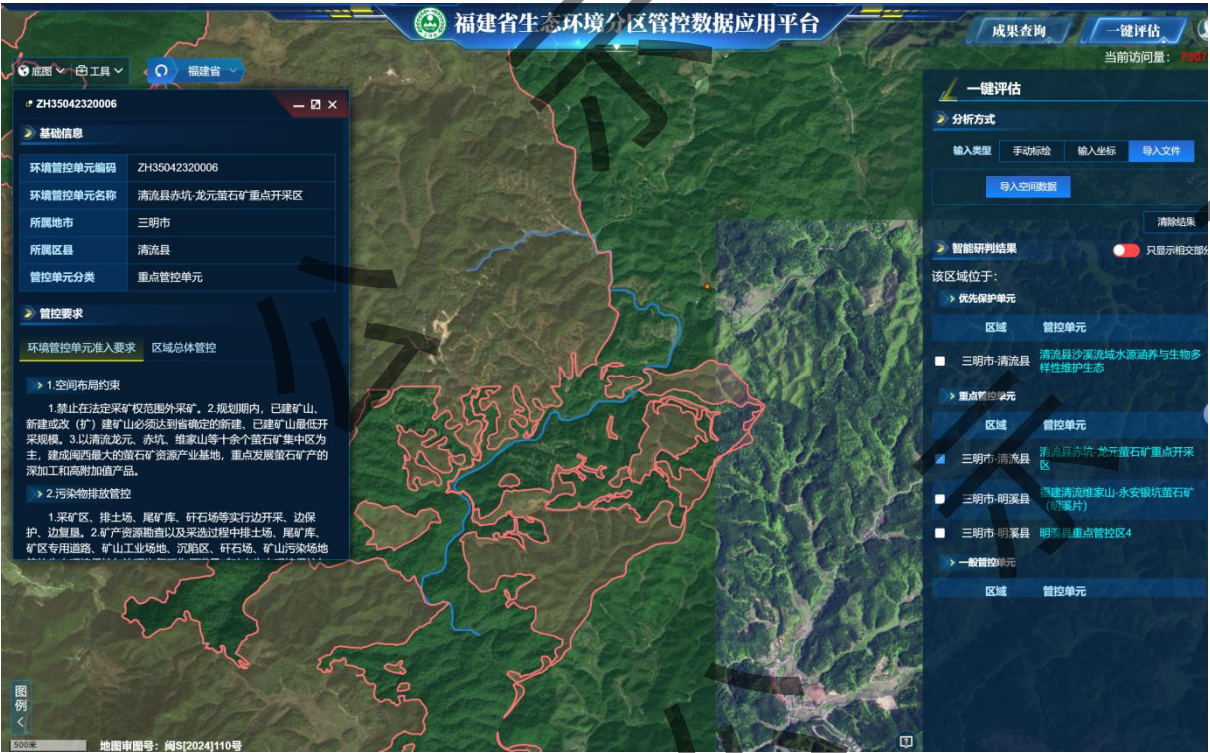 福建省生态环境分区管控数据应用平台
成果查询
一键评估
当前访问量：
底图
工具
福建省
ZH35042320006
基础信息
环境管控单元编码 ZH35042320006
环境管控单元名称 清流县赤坑-龙元萤石矿重点开采区
所属地市 三明市
所属区县 清流县
管控单元分类 重点管控单元
管控要求
环境管控单元准入要求 区域总体管控
1.空间布局约束
1.禁止在法定采矿权范围外采矿。2.规划期内，已建矿山、
新建或改（扩）建矿山必须达到省确定的新建、已建矿山最低开
采规模。3.以清流龙元、赤坑、维家山等十余个萤石矿集中区为
主，建成闽西最大的萤石矿资源产业基地，重点发展萤石矿产的
深加工和高附加值产品。
2.污染物排放管控
1.采矿区、排土场、尾矿库、矸石场等实行边开采、边保
护、边复垦。2.矿产资源勘查以及采选过程中排土场、尾矿库、
矿区专用道路、矿山工业场地、沉陷区、矸石场、矿山污染场地
一键评估
分析方式
输入类型 手动标绘 输入坐标 导入文件
导入空间数据
清除结果
智能研判结果 只显示相交部分
该区域位于：
优先保护单元
区域 管控单元
三明市-清流县 清流县沙溪流域水源涵养与生物多
样性维护生态
重点管控单元
区域 管控单元
三明市-清流县 清流县赤坑-龙元萤石矿重点开采
区
三明市-明溪县 福建清流维家山-永安银坑萤石矿
（明溪片）
三明市-明溪县 明溪县重点管控区4
一般管控单元
区域 管控单元
图
例
500米
地图审图号：闽S[2024]110号
公
示